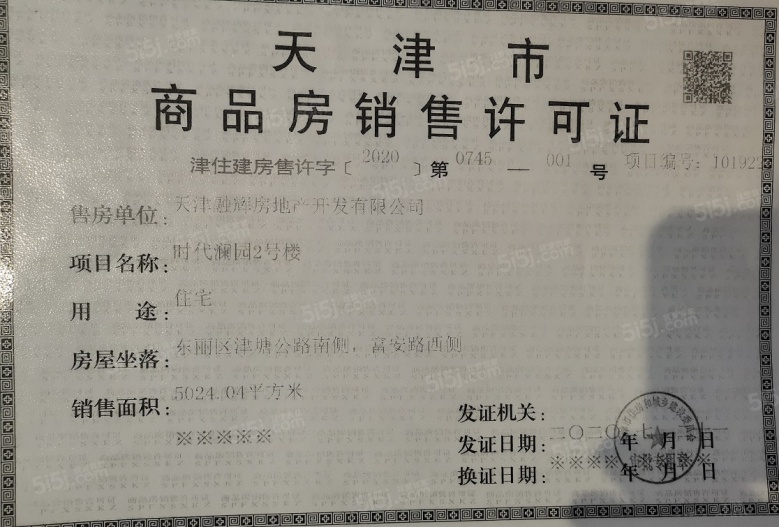 天津市
商品房销售许可证
津住建房售许字〔2020〕第0745—001号 项目编号:101922
售房单位:天津融辉房地产开发有限公司
项目名称:时代澜园2号楼
用途:住宅
房屋坐落:东丽区津塘公路南侧，富安路西侧
销售面积:5024.04平方米
※※※※※
发证机关:
发证日期:二〇二〇年七月 一日
换证日期:※※※※年 月 日